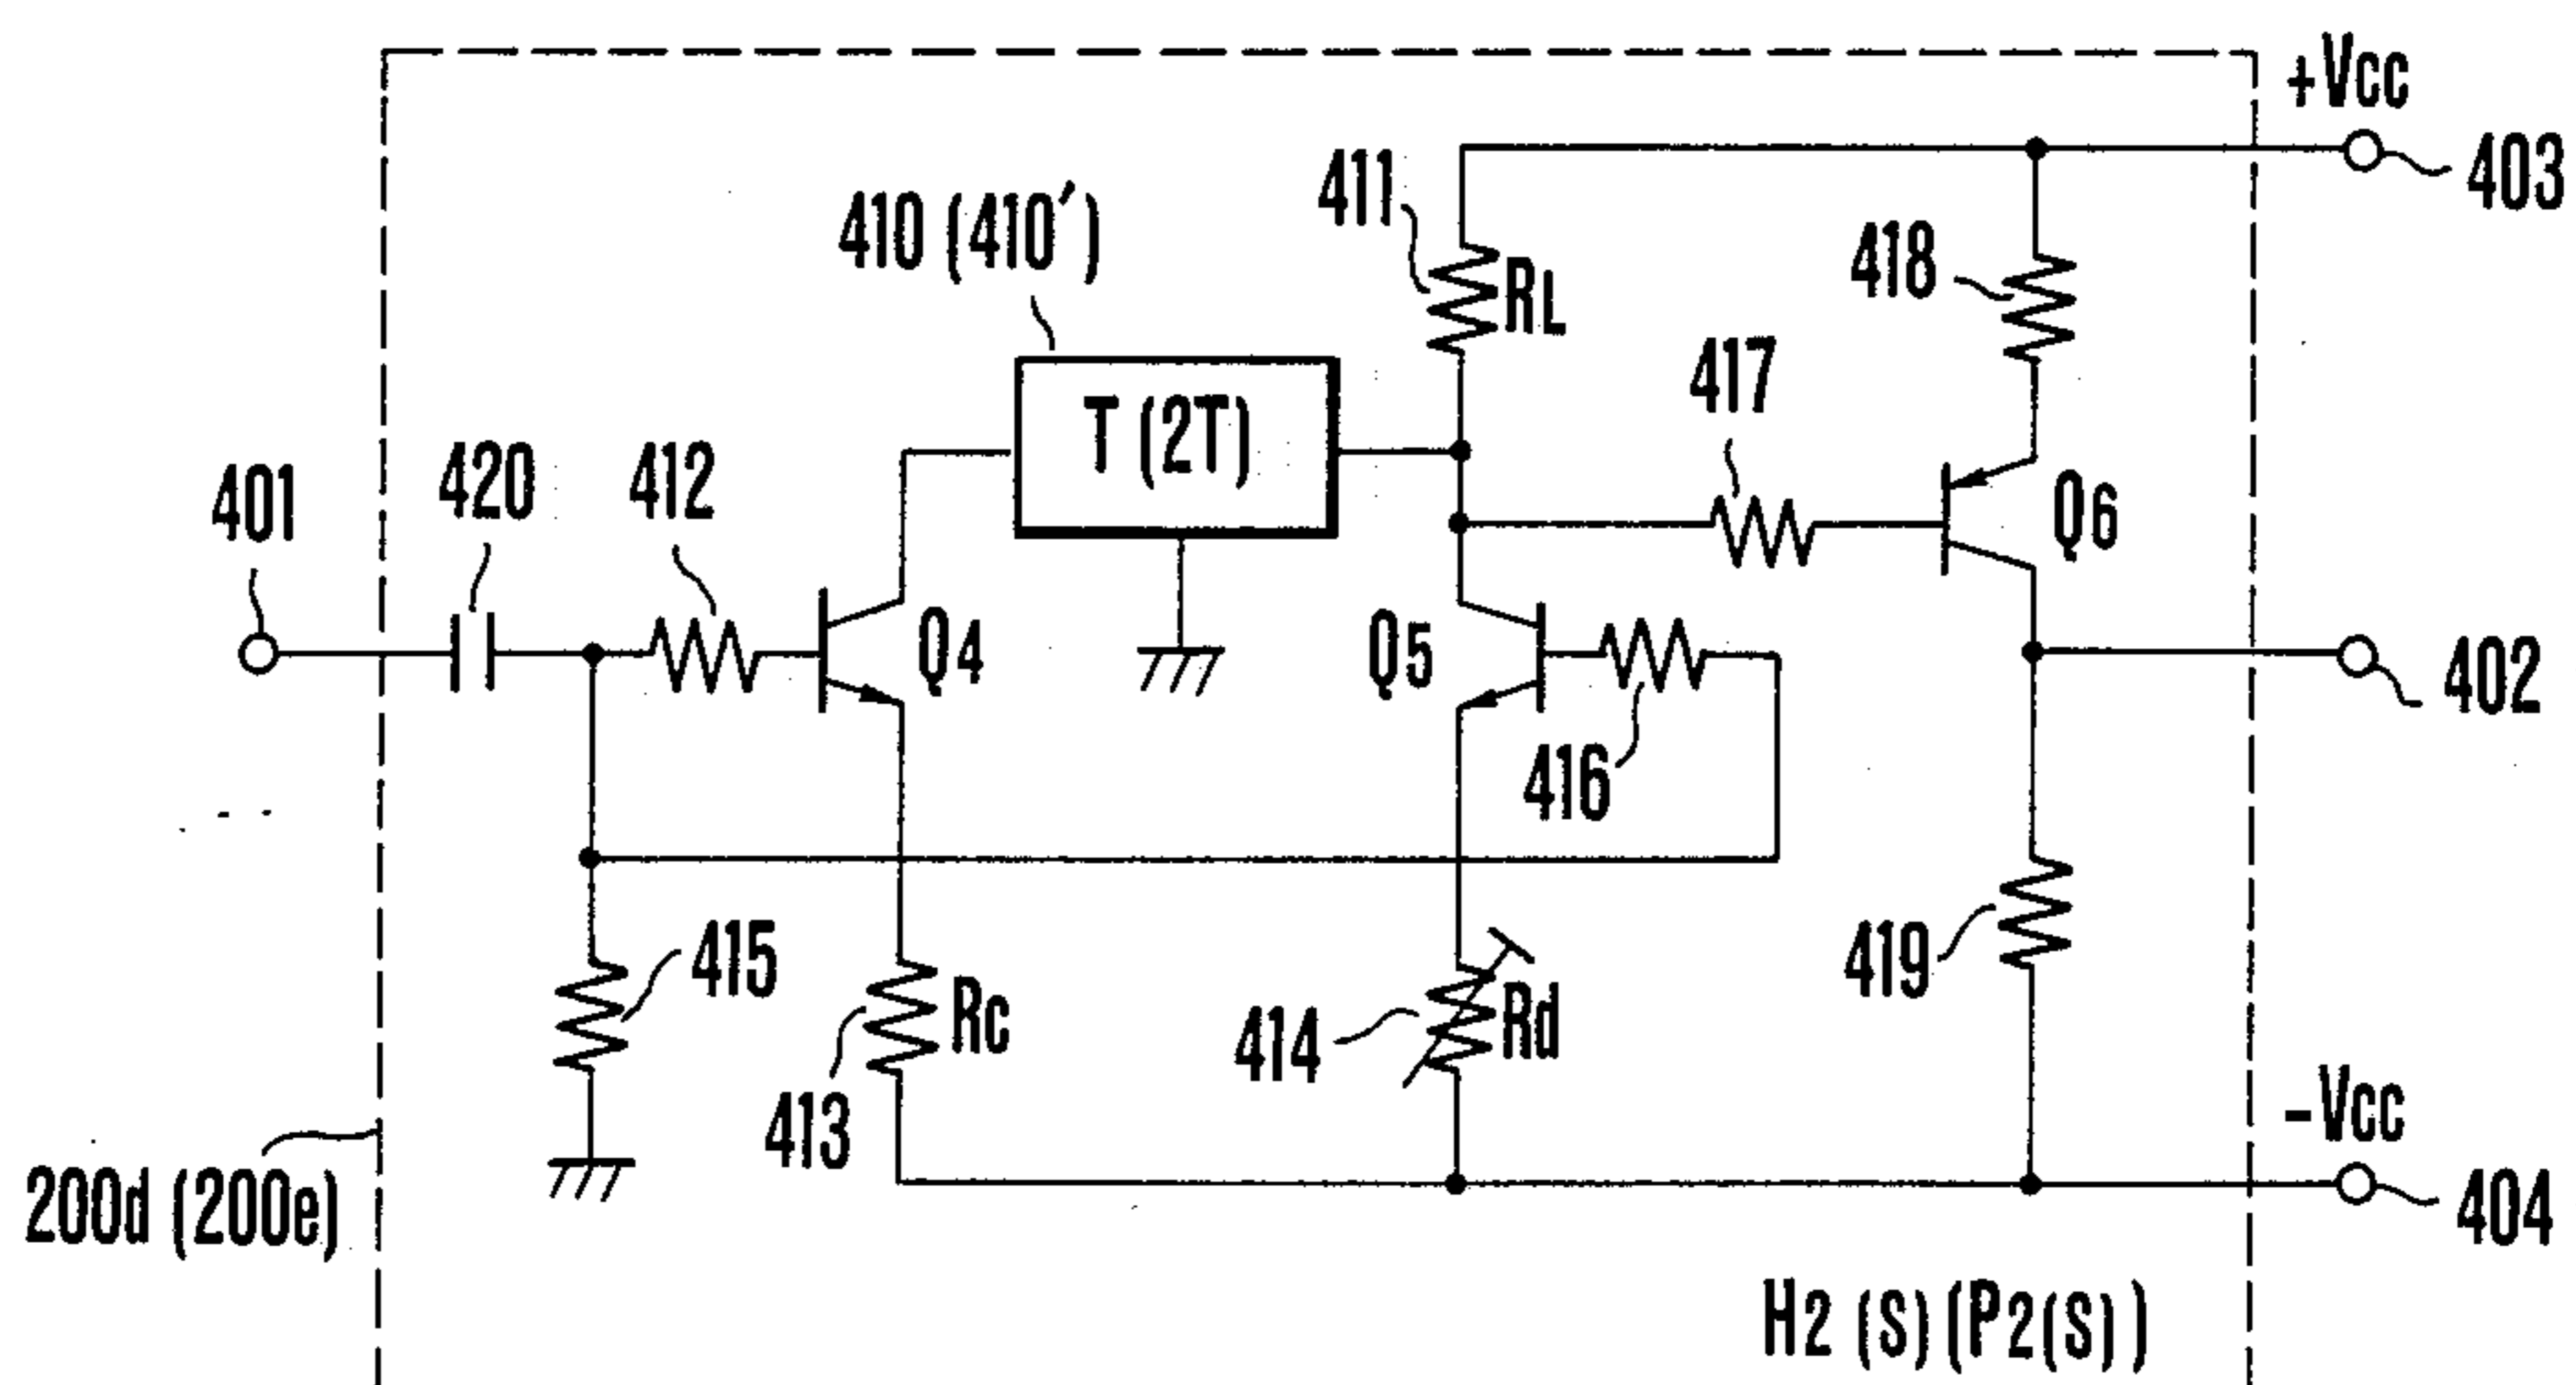 +Vcc
403
411
RL
418
410 (410')
417
T (2T)
401
420
412
Q4
Q5
Q6
402
416
415
Rc
413
414
Rd
419
-Vcc
404
200d (200e)
H2 (S) (P2(S))